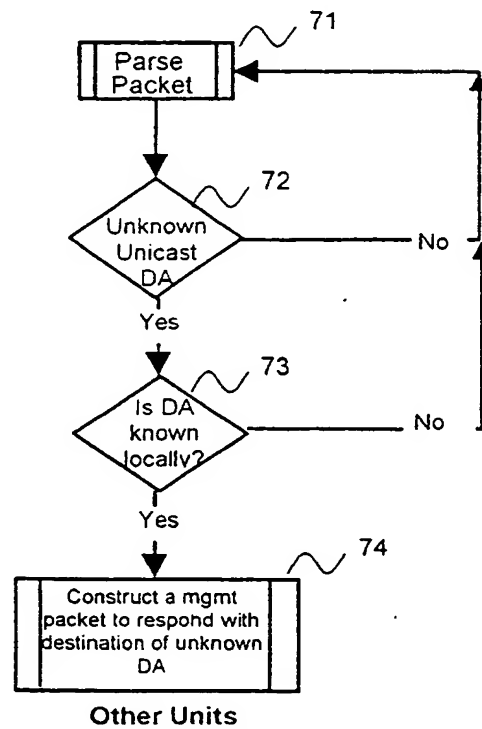 71
Parse
Packet
72
Unknown
Unicast
DA
No
Yes
73
Is DA
known
locally?
No
Yes
74
Construct a mgmt
packet to respond with
destination of unknown
DA
Other Units